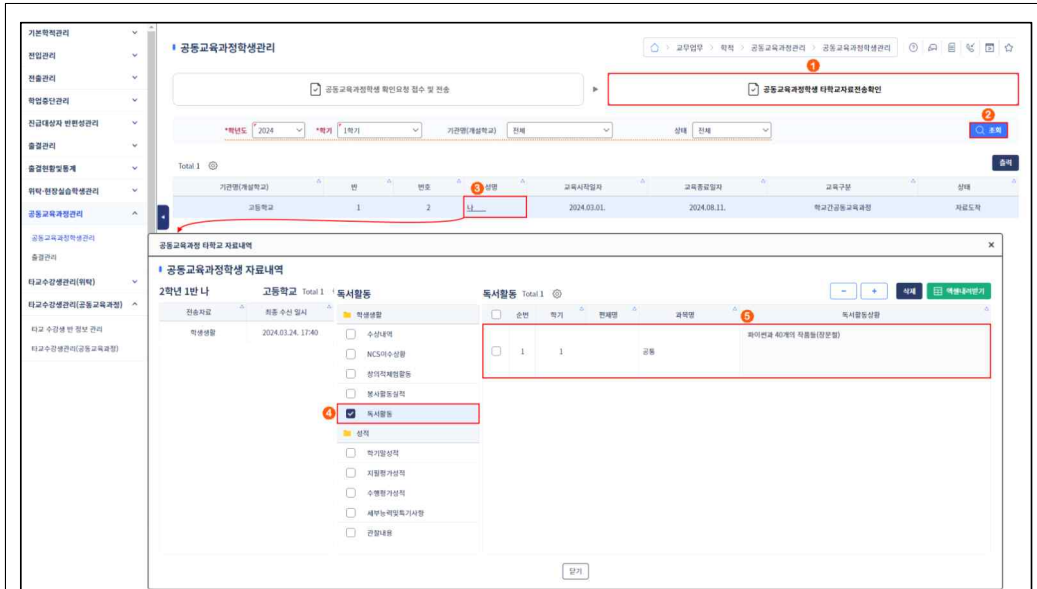 기본학적관리
전입관리
전출관리
학업중단관리
진급대상자 반편성관리
출결관리
출결현황및통계
위탁·현장실습학생관리
공동교육과정관리
공동교육과정학생관리
출결관리
타교수강생관리(위탁)
타교수강생관리(공동교육과정)
타교 수강생 반 정보 관리
타교수강생관리(공동교육과정)
공동교육과정학생관리
교무업무 > 학적 > 공동교육과정관리 > 공동교육과정학생관리
1
공동교육과정학생 확인요청 접수 및 전송
공동교육과정학생 타학교자료전송확인
2
*학년도 2024 *학기 1학기 기관명(개설학교) 전체 상태 전체 조회
Total 1 출력
기관명(개설학교) 반 번호 3 성명 교육시작일자 교육종료일자 교육구분 상태
고등학교 1 2 나 2024.03.01. 2024.08.11. 학교간공동교육과정 자료도착
공동교육과정 타학교 자료내역
공동교육과정학생 자료내역
2학년 1반 나 고등학교 Total 1
전송자료 최종 수신 일시
학생생활 2024.03.24. 17:40
독서활동
학생생활
수상내역
NCS이수상황
창의적체험활동
봉사활동실적
4 독서활동
성적
학기말성적
지필평가성적
수행평가성적
세부능력및특기사항
관찰내용
독서활동 Total 1 - + 삭제 엑셀내려받기
순번 학기 편제명 과목명 5 독서활동상황
1 1 공통 파이썬과 40개의 작품들(장문철)
닫기